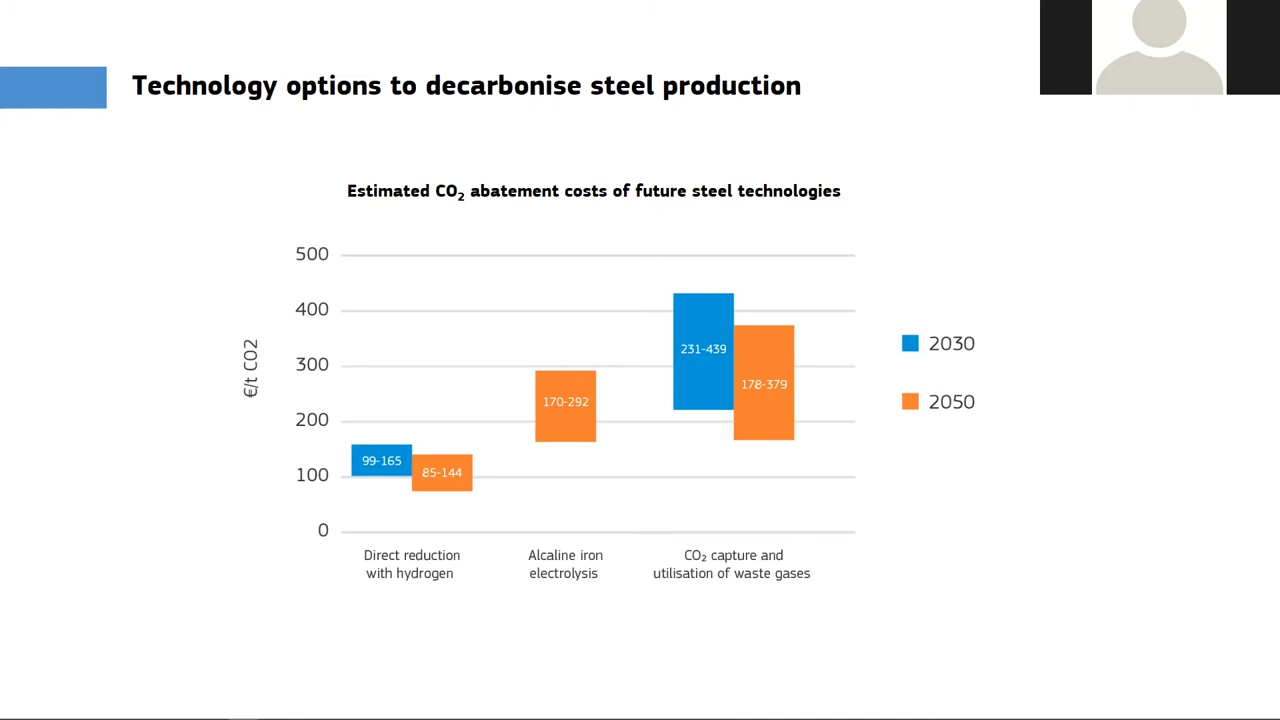 Technology options to decarbonise steel production
Estimated CO₂ abatement costs of future steel technologies
500
400
300
200
100
0
€/t CO2
231-439
178-379
170-292
99-165
85-144
2030
2050
Direct reduction
with hydrogen
Alcaline iron
electrolysis
CO₂ capture and
utilisation of waste gases